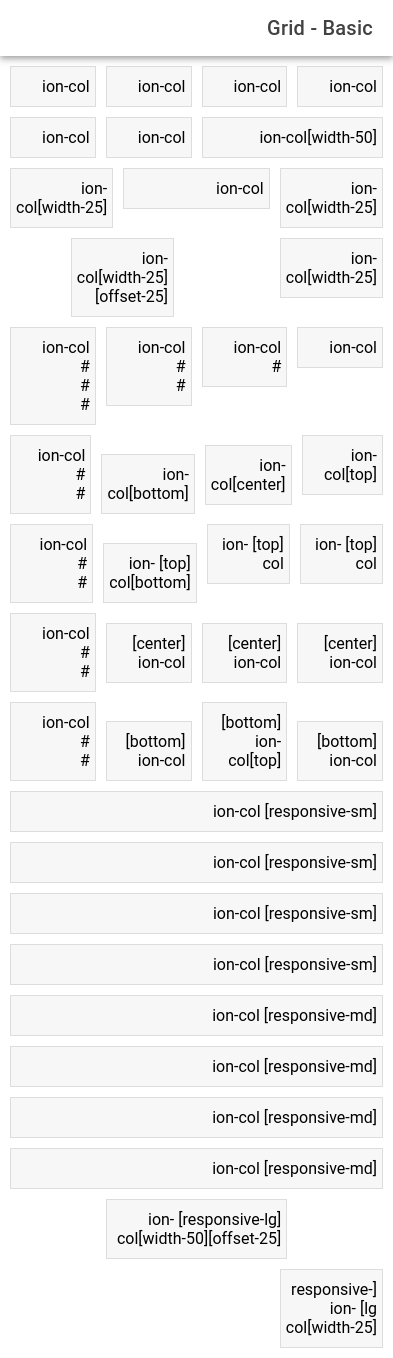 Grid - Basic
ion-col
ion-col
ion-col
ion-col
ion-col
ion-col
ion-col[width-50]
ion-
col[width-25]
ion-col
ion-
col[width-25]
ion-
col[width-25]
[offset-25]
ion-
col[width-25]
ion-col
#
#
#
ion-col
#
#
ion-col
#
ion-col
ion-col
#
#
ion-
col[bottom]
ion-
col[center]
ion-
col[top]
ion-col
#
#
ion- [top]
col[bottom]
ion- [top]
col
ion- [top]
col
ion-col
#
#
[center]
ion-col
[center]
ion-col
[center]
ion-col
ion-col
#
#
[bottom]
ion-col
[bottom]
ion-
col[top]
[bottom]
ion-col
ion-col [responsive-sm]
ion-col [responsive-sm]
ion-col [responsive-sm]
ion-col [responsive-sm]
ion-col [responsive-md]
ion-col [responsive-md]
ion-col [responsive-md]
ion-col [responsive-md]
ion- [responsive-lg]
col[width-50][offset-25]
responsive-]
ion- [lg
col[width-25]